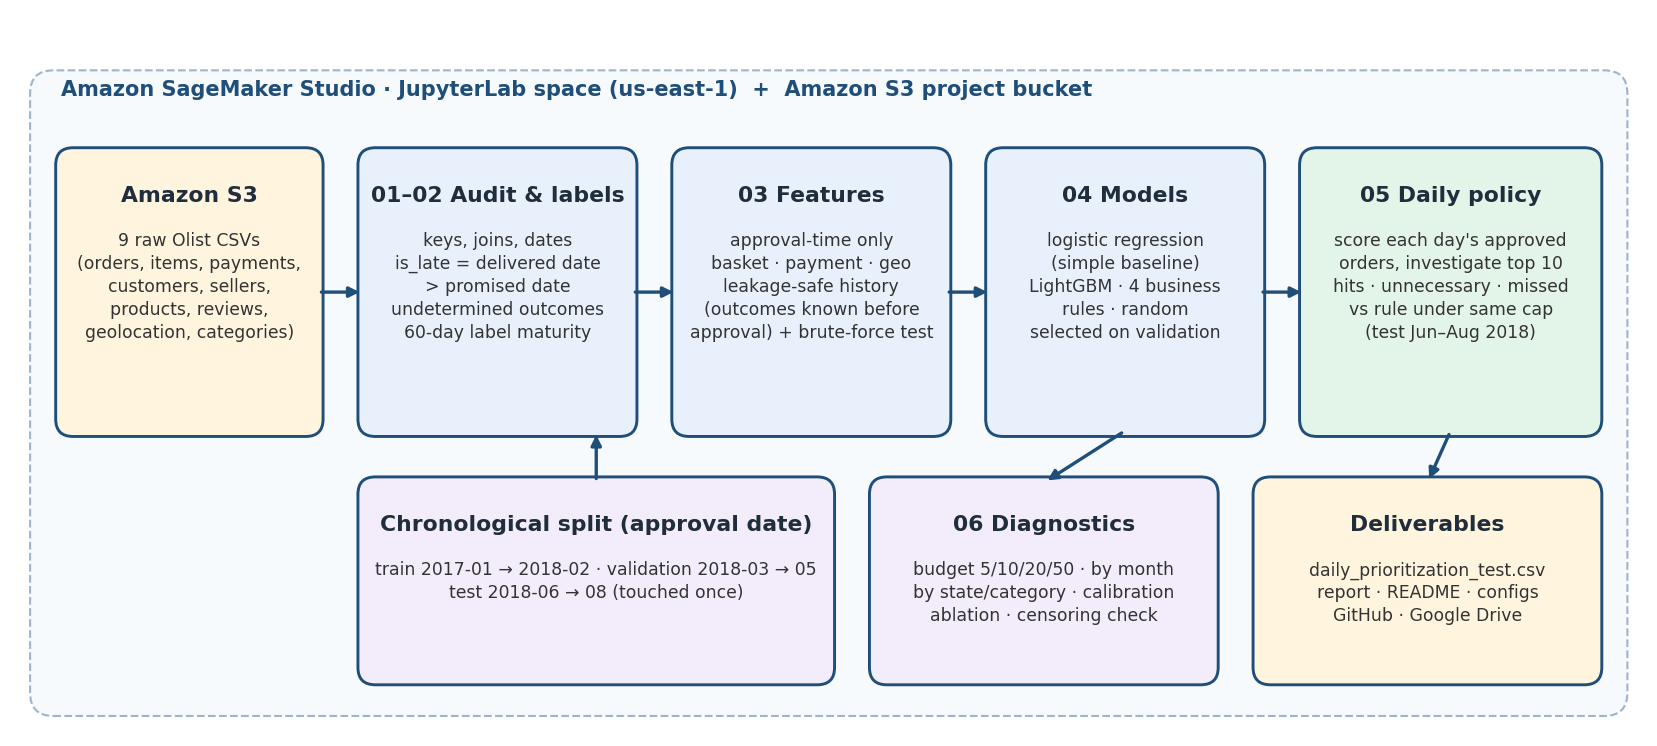 Amazon SageMaker Studio · JupyterLab space (us-east-1) + Amazon S3 project bucket
Amazon S3
9 raw Olist CSVs
(orders, items, payments,
customers, sellers,
products, reviews,
geolocation, categories)
01–02 Audit & labels
keys, joins, dates
is_late = delivered date
> promised date
undetermined outcomes
60-day label maturity
03 Features
approval-time only
basket · payment · geo
leakage-safe history
(outcomes known before
approval) + brute-force test
04 Models
logistic regression
(simple baseline)
LightGBM · 4 business
rules · random
selected on validation
05 Daily policy
score each day's approved
orders, investigate top 10
hits · unnecessary · missed
vs rule under same cap
(test Jun–Aug 2018)
Chronological split (approval date)
train 2017-01 → 2018-02 · validation 2018-03 → 05
test 2018-06 → 08 (touched once)
06 Diagnostics
budget 5/10/20/50 · by month
by state/category · calibration
ablation · censoring check
Deliverables
daily_prioritization_test.csv
report · README · configs
GitHub · Google Drive